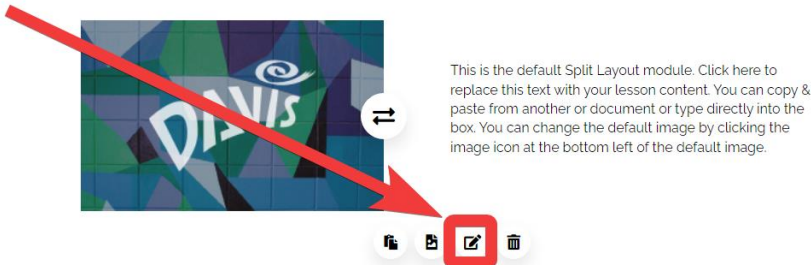 DAVIS
This is the default Split Layout module. Click here to
replace this text with your lesson content. You can copy &
paste from another or document or type directly into the
box. You can change the default image by clicking the
image icon at the bottom left of the default image.